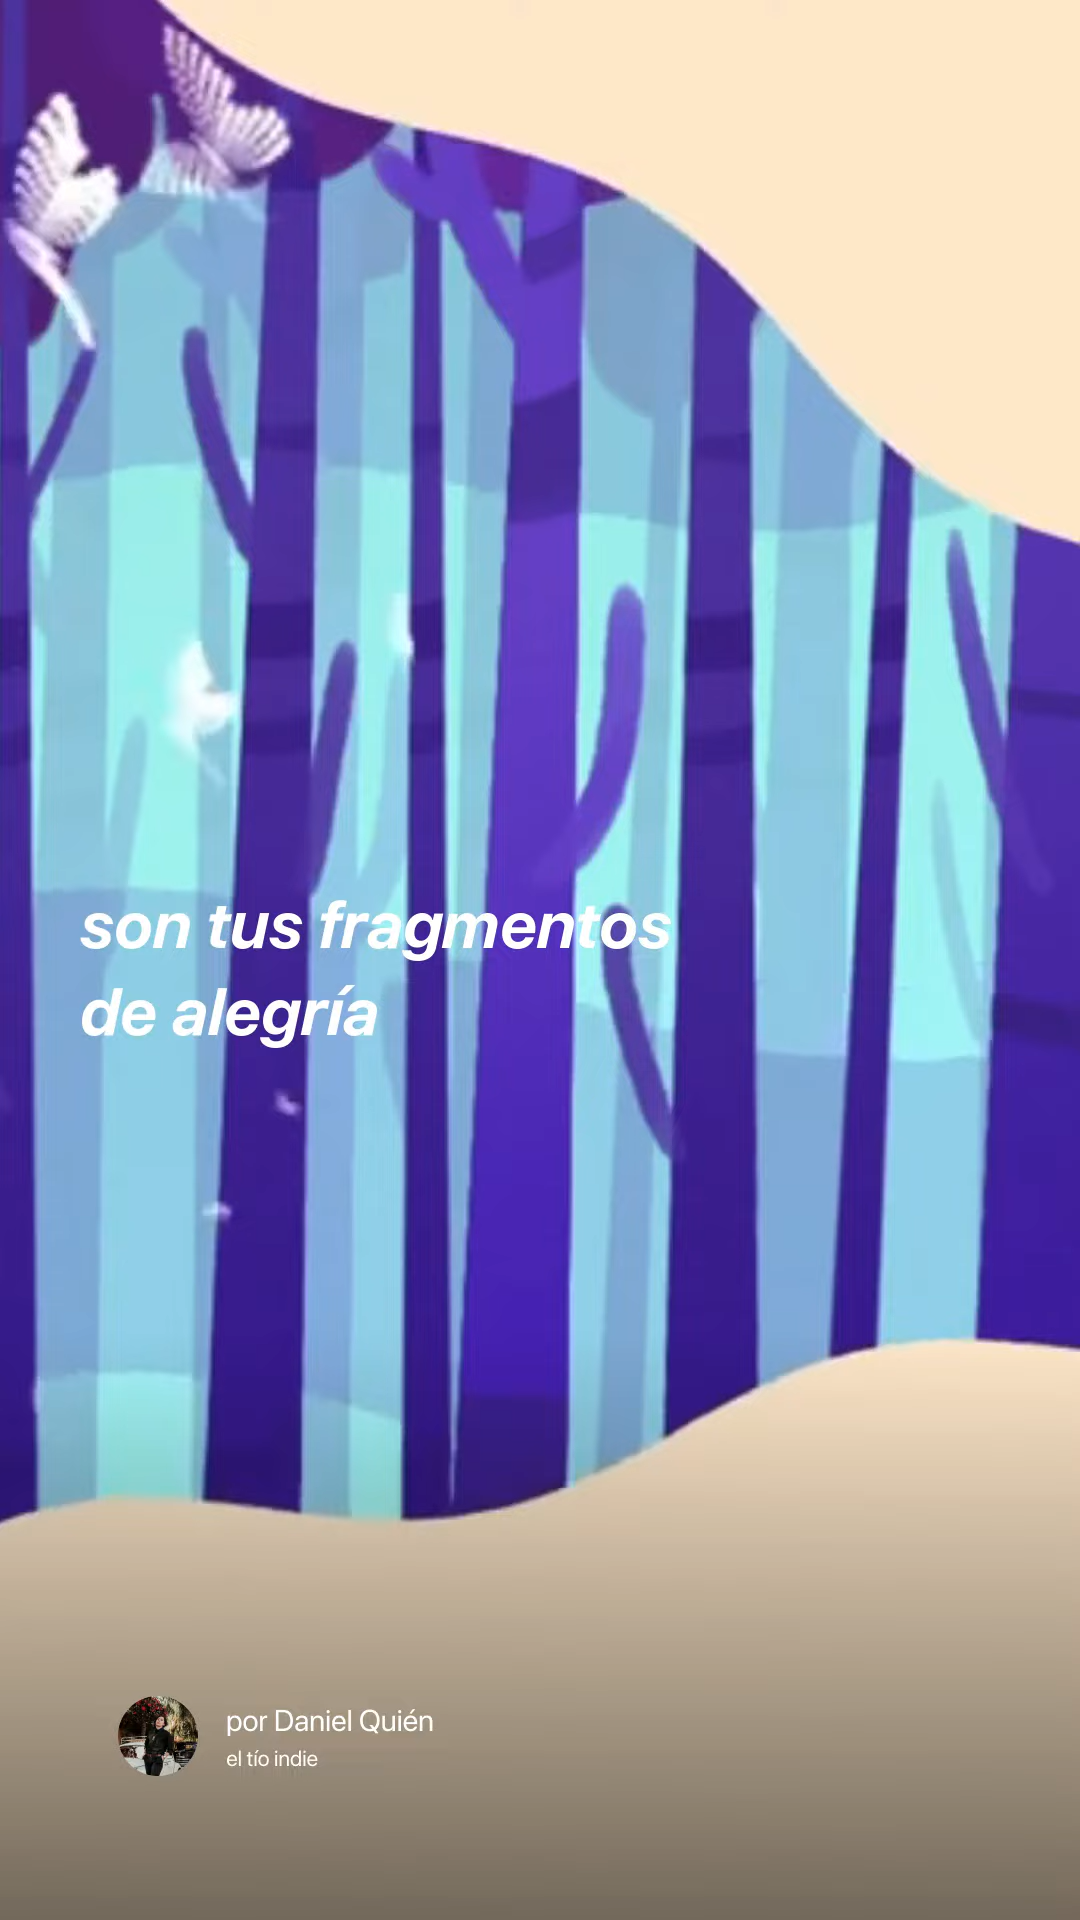 son tus fragmentos
de alegría
por Daniel Quién
el tío indie